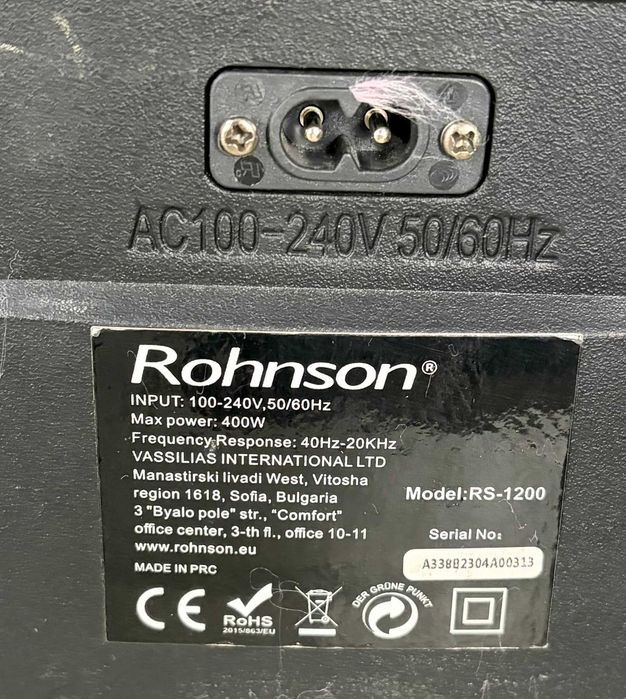 AC100-240V 50/60Hz
Rohnson®
INPUT: 100-240V,50/60Hz
Max power: 400W
Frequency Response: 40Hz-20KHz
VASSILIAS INTERNATIONAL LTD
Manastirski livadi West, Vitosha
region 1618, Sofia, Bulgaria
3 "Byalo pole" str., "Comfort"
office center, 3-th fl., office 10-11
www.rohnson.eu
MADE IN PRC
Model:RS-1200
Serial No:
A338B2304A00313
CE
RoHS
2015/863/EU
DER GRÜNE PUNKT